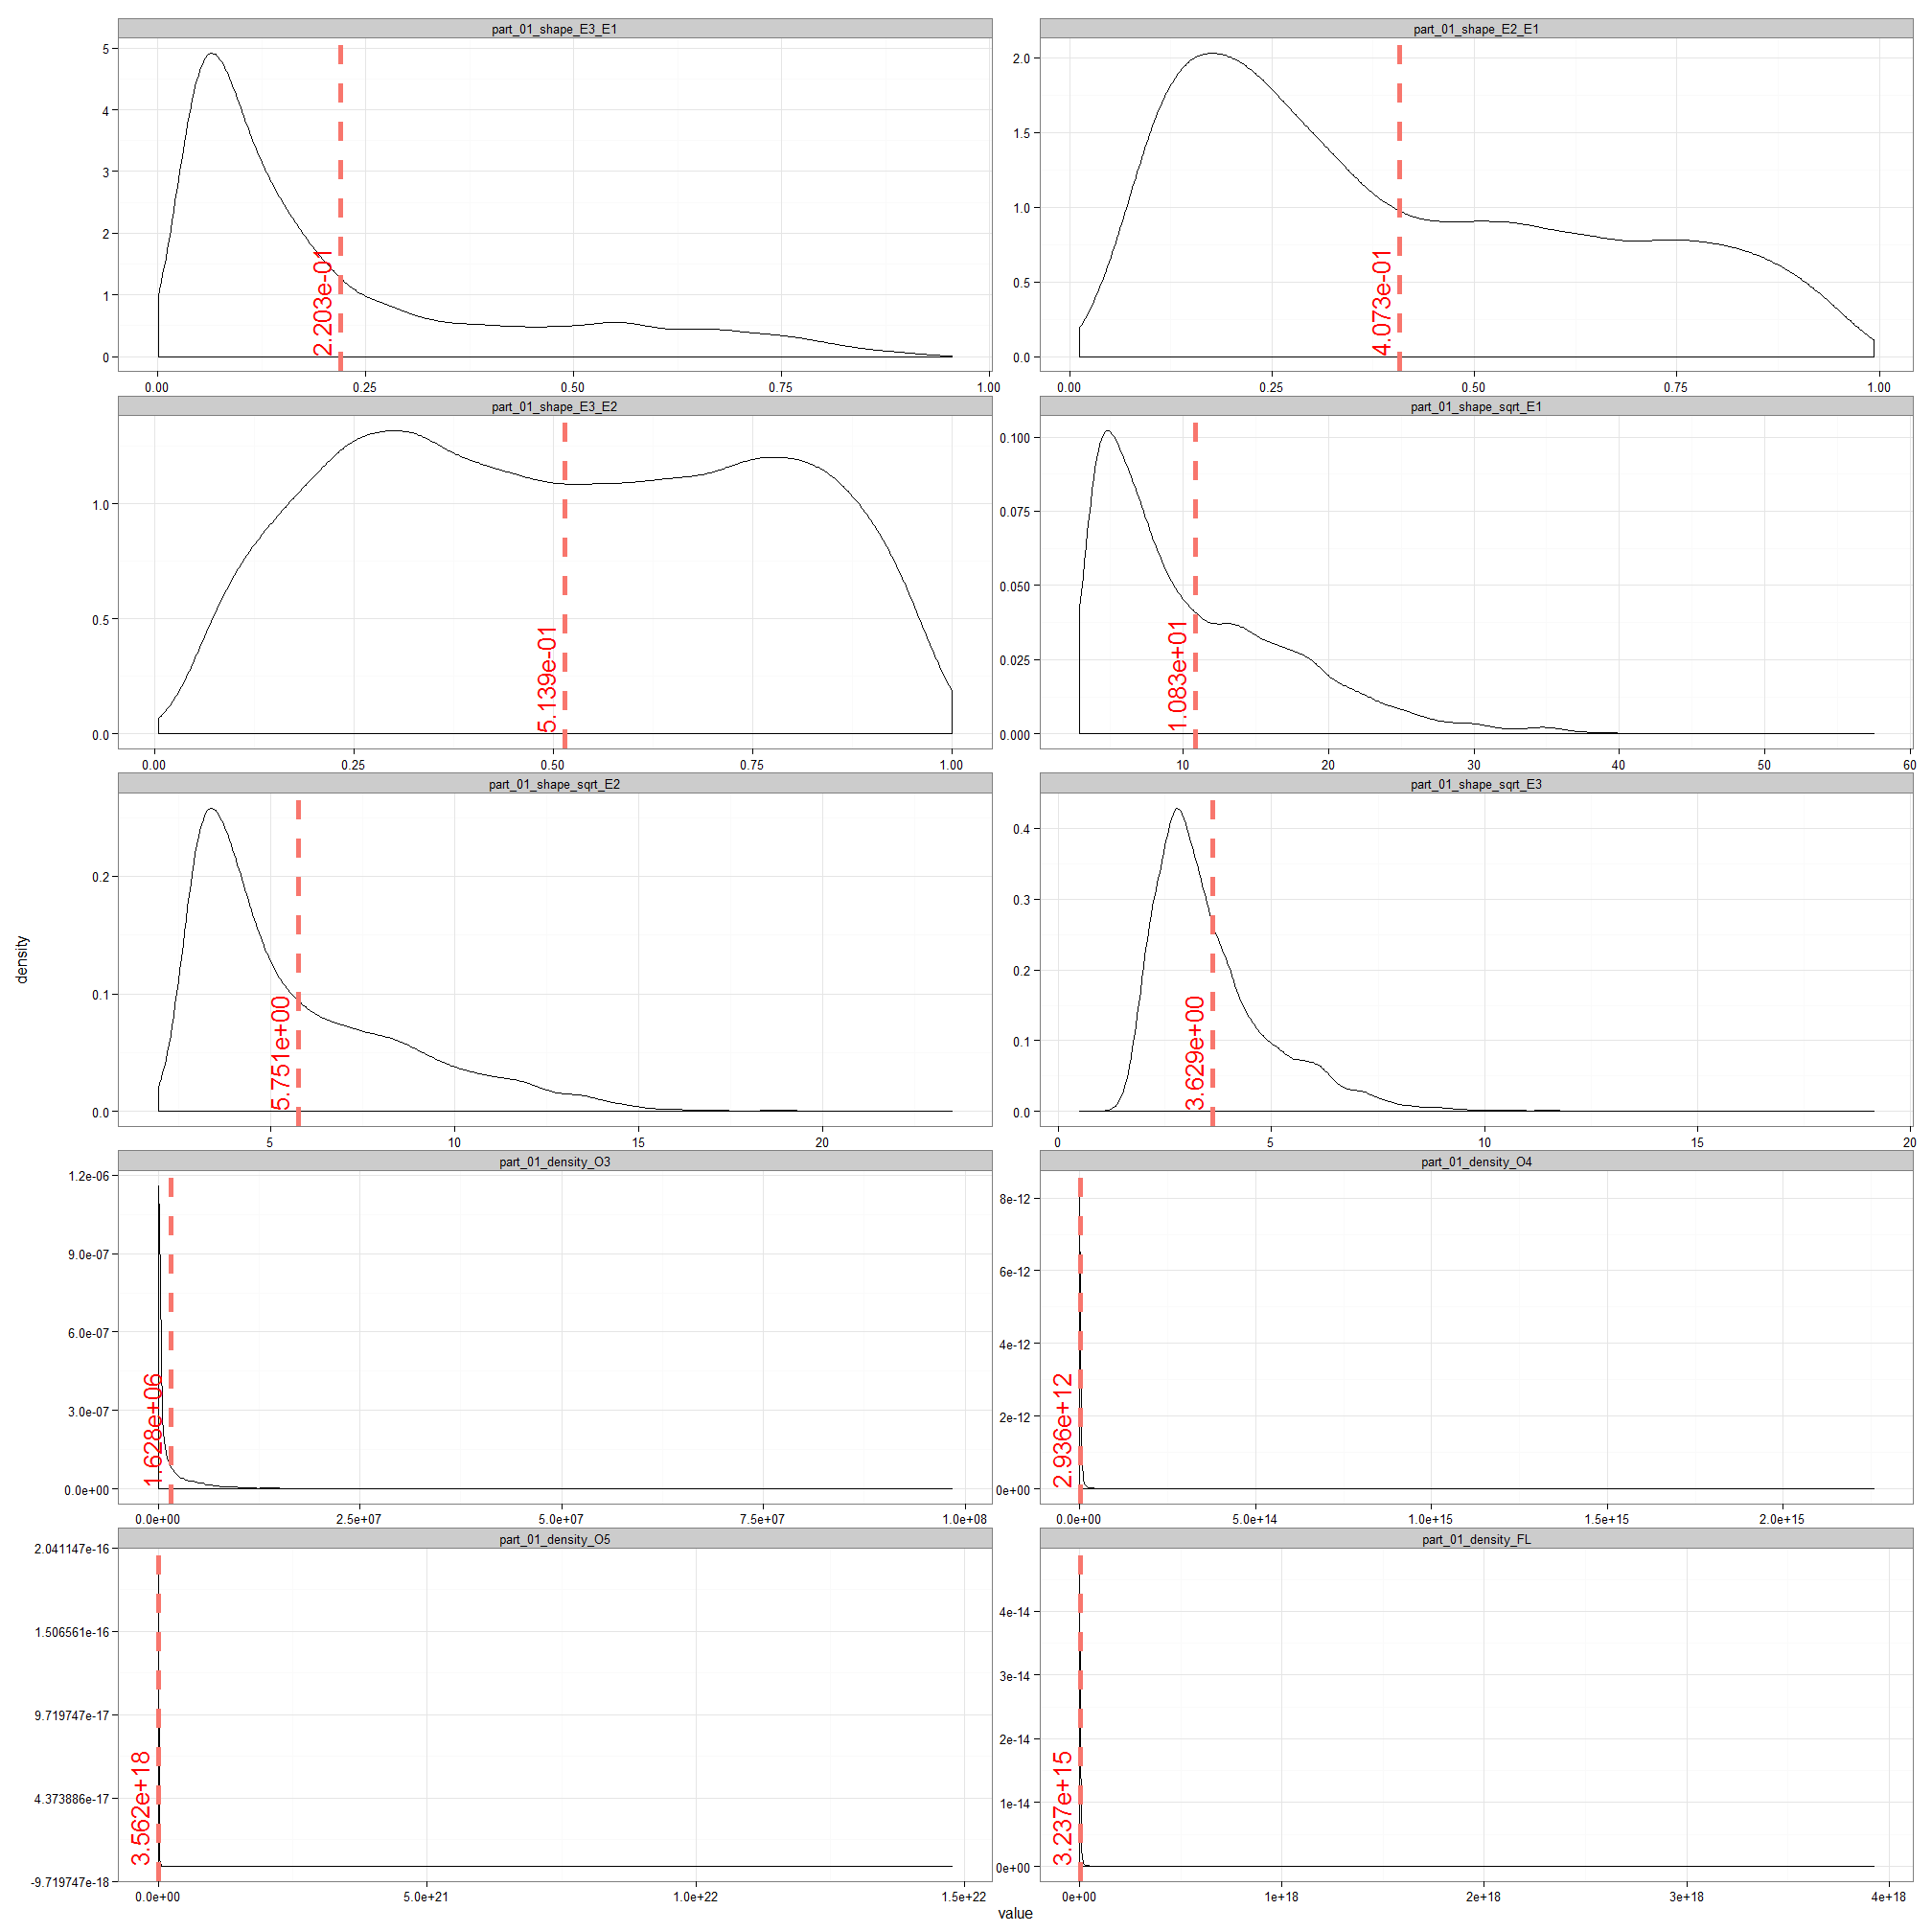 part_01_shape_E3_E1
5
4
3
2
1
0
2.203e-01
0.00 0.25 0.50 0.75 1.00
part_01_shape_E2_E1
2.0
1.5
1.0
0.5
0.0
4.073e-01
0.00 0.25 0.50 0.75 1.00
part_01_shape_E3_E2
1.0
0.5
0.0
5.139e-01
0.00 0.25 0.50 0.75 1.00
part_01_shape_sqrt_E1
0.100
0.075
0.050
0.025
0.000
1.083e+01
10 20 30 40 50 60
part_01_shape_sqrt_E2
0.2
0.1
0.0
5.751e+00
5 10 15 20
part_01_shape_sqrt_E3
0.4
0.3
0.2
0.1
0.0
3.629e+00
0 5 10 15 20
density
part_01_density_O3
1.2e-06
9.0e-07
6.0e-07
3.0e-07
0.0e+00
1.628e+06
0.0e+00 2.5e+07 5.0e+07 7.5e+07 1.0e+08
part_01_density_O4
8e-12
6e-12
4e-12
2e-12
0e+00
2.936e+12
0.0e+00 5.0e+14 1.0e+15 1.5e+15 2.0e+15
part_01_density_O5
2.041147e-16
1.506561e-16
9.719747e-17
4.373886e-17
-9.719747e-18
3.562e+18
0.0e+00 5.0e+21 1.0e+22 1.5e+22
part_01_density_FL
4e-14
3e-14
2e-14
1e-14
0e+00
3.237e+15
0e+00 1e+18 2e+18 3e+18 4e+18
value